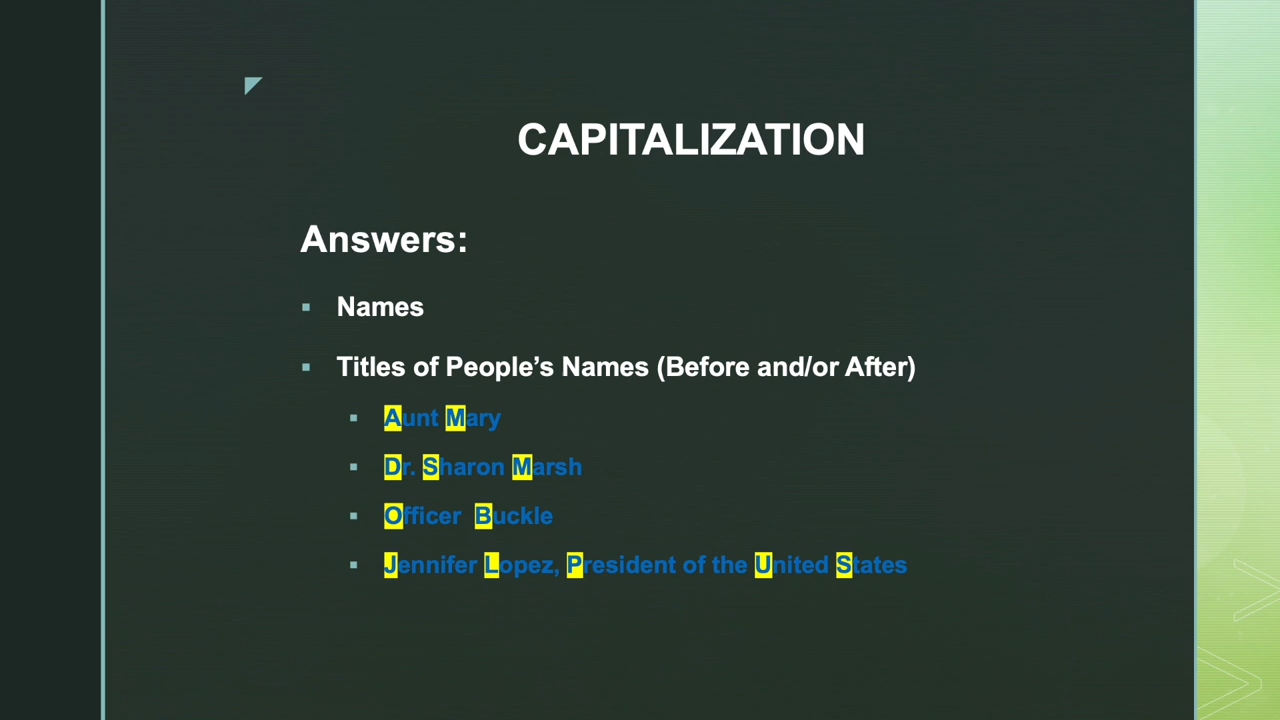 CAPITALIZATION
Answers:
Names
Titles of People’s Names (Before and/or After)
Aunt Mary
Dr. Sharon Marsh
Officer  Buckle
Jennifer Lopez, President of the United States